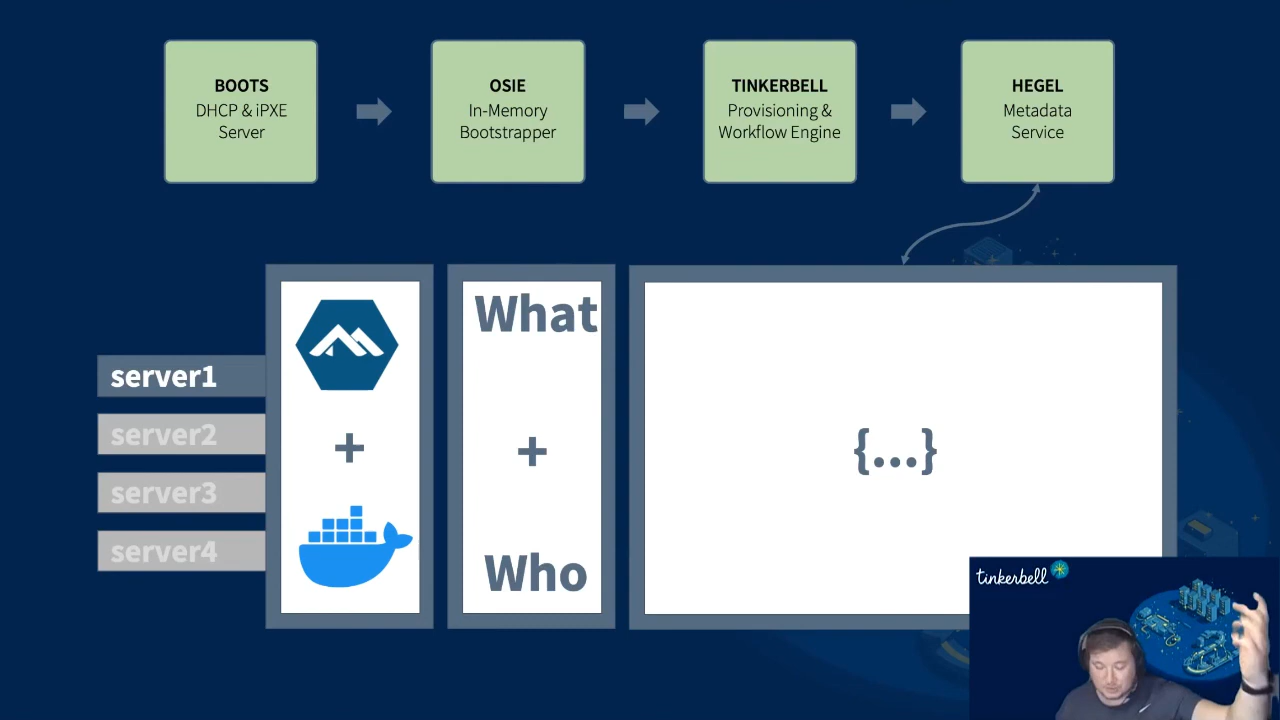 BOOTS
DHCP & iPXE
Server
OSIE
In-Memory
Bootstrapper
TINKERBELL
Provisioning &
Workflow Engine
HEGEL
Metadata
Service
server1
server2
server3
server4
+
What
+
Who
{...}
tinkerbell